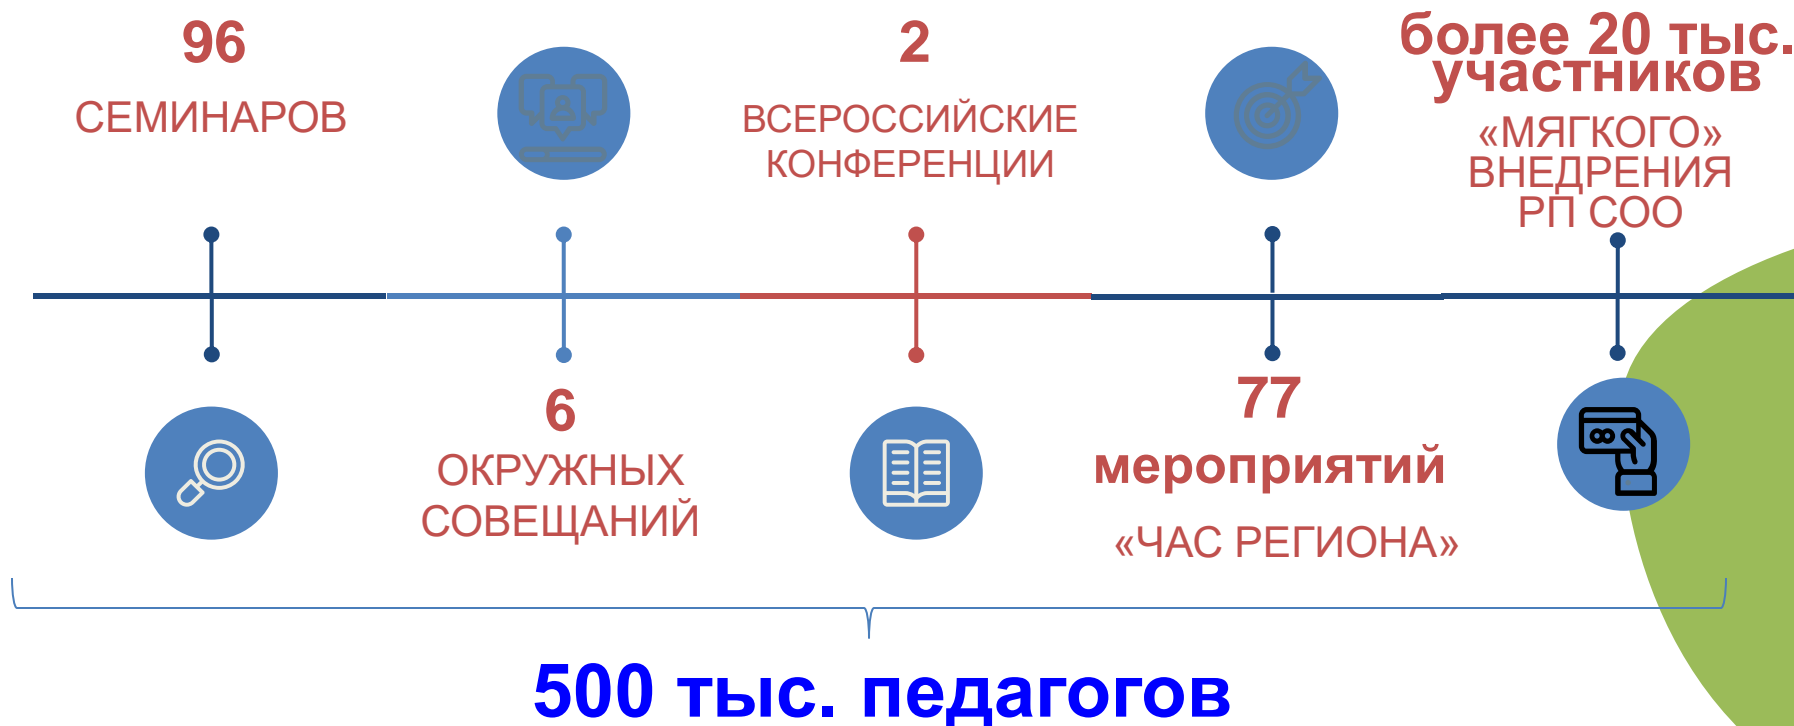 96
СЕМИНАРОВ
6
ОКРУЖНЫХ
СОВЕЩАНИЙ
2
ВСЕРОССИЙСКИЕ
КОНФЕРЕНЦИИ
77
мероприятий
«ЧАС РЕГИОНА»
более 20 тыс.
участников
«МЯГКОГО»
ВНЕДРЕНИЯ
РП СОО
500 тыс. педагогов